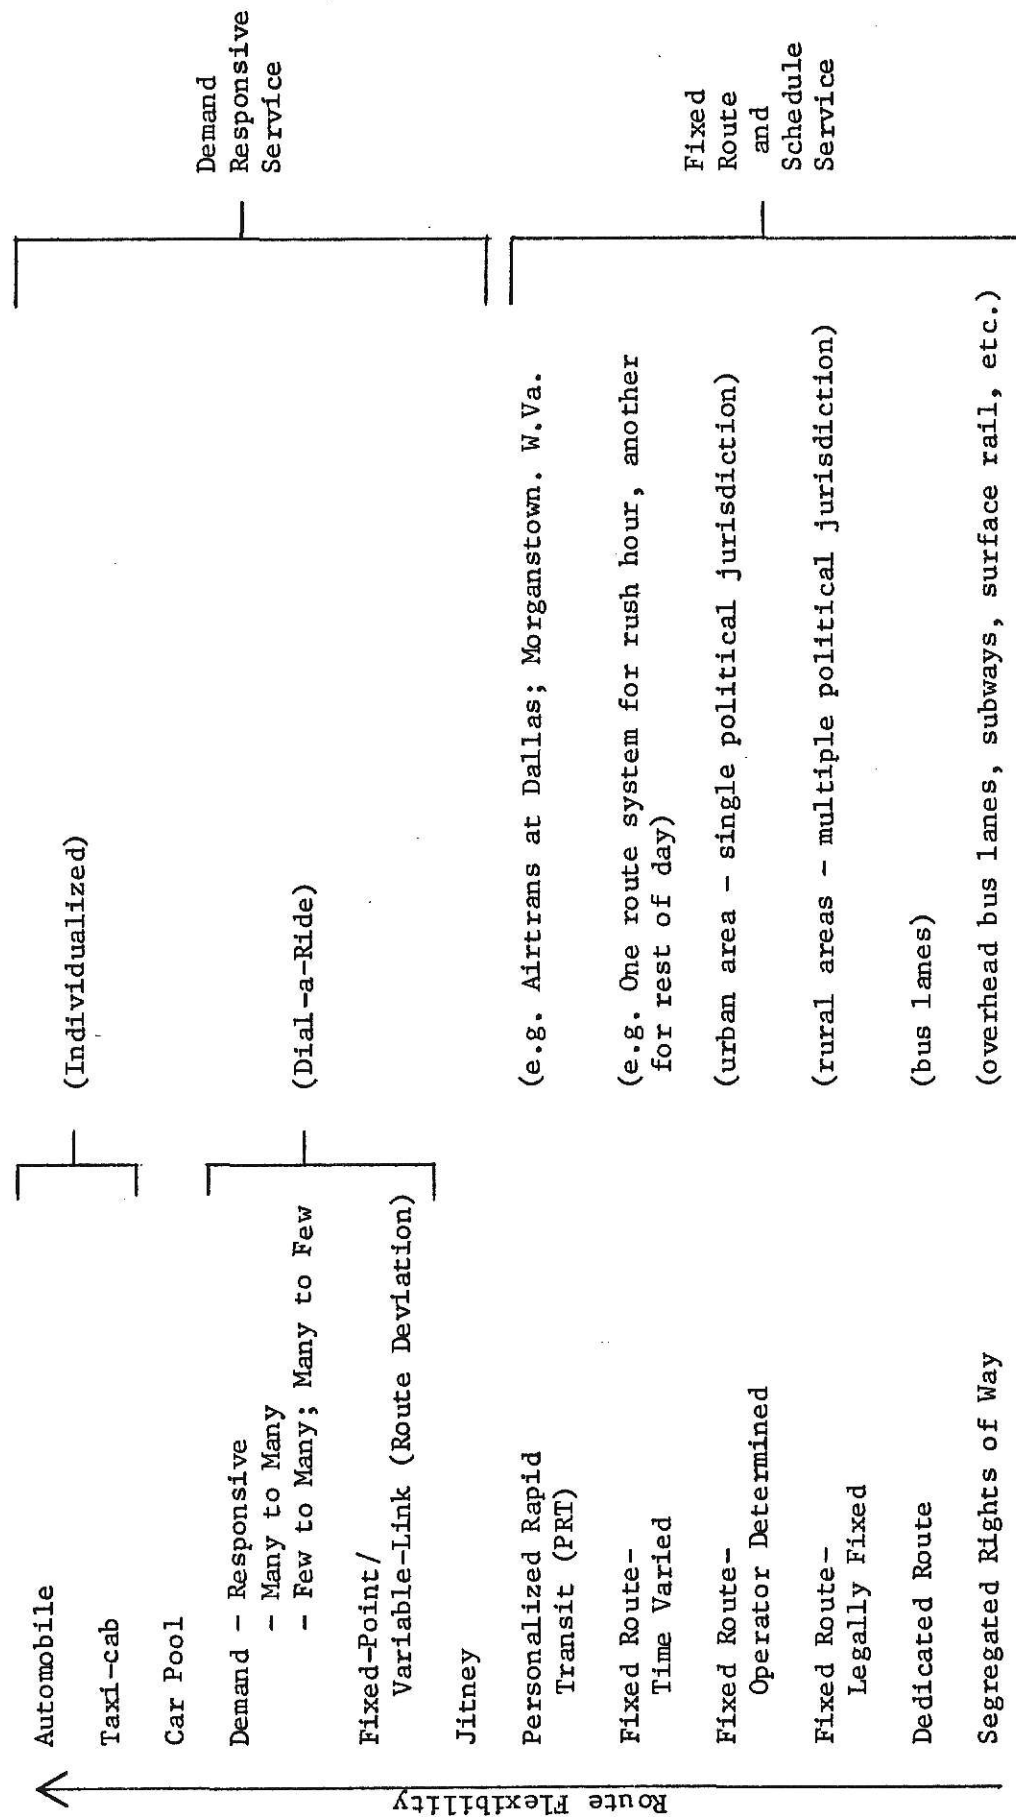 Route Flexibility
Automobile
Taxi-cab
(Individualized)
Car Pool
Demand - Responsive
- Many to Many
- Few to Many; Many to Few
(Dial-a-Ride)
Fixed-Point/
Variable-Link (Route Deviation)
Jitney
Demand
Responsive
Service
Personalized Rapid
Transit (PRT)
(e.g. Airtrans at Dallas; Morganstown. W.Va.
Fixed Route-
Time Varied
(e.g. One route system for rush hour, another
for rest of day)
Fixed Route-
Operator Determined
(urban area - single political jurisdiction)
Fixed Route-
Legally Fixed
(rural areas - multiple political jurisdiction)
Dedicated Route
(bus lanes)
Segregated Rights of Way
(overhead bus lanes, subways, surface rail, etc.)
Fixed
Route
and
Schedule
Service